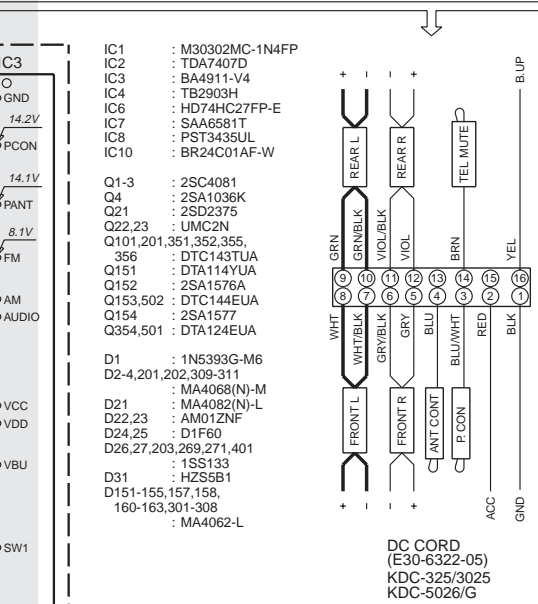 IC3
GND
14.2V
PCON
14.1V
PANT
8.1V
FM
AM
AUDIO
VCC
VDD
VBU
SW1
IC1 : M30302MC-1N4FP
IC2 : TDA7407D
IC3 : BA4911-V4
IC4 : TB2903H
IC6 : HD74HC27FP-E
IC7 : SAA6581T
IC8 : PST3435UL
IC10 : BR24C01AF-W
Q1-3 : 2SC4081
Q4 : 2SA1036K
Q21 : 2SD2375
Q22,23 : UMC2N
Q101,201,351,352,355,
356 : DTC143TUA
Q151 : DTA114YUA
Q152 : 2SA1576A
Q153,502 : DTC144EUA
Q154 : 2SA1577
Q354,501 : DTA124EUA
D1 : 1N5393G-M6
D2-4,201,202,309-311
: MA4068(N)-M
D21 : MA4082(N)-L
D22,23 : AM01ZNF
D24,25 : D1F60
D26,27,203,269,271,401
: 1SS133
D31 : HZS5B1
D151-155,157,158,
160-163,301-308
: MA4062-L
+ - - + B.UP
REAR L REAR R TEL MUTE
GRN GRN/BLK VIOL/BLK VIOL BRN YEL
9 10 11 12 13 14 15 16
8 7 6 5 4 3 2 1
WHT WHT/BLK GRY/BLK GRY BLU BLU/WHT RED BLK
FRONT L FRONT R ANT CONT P. CON
+ - - + ACC GND
DC CORD
(E30-6322-05)
KDC-325/3025
KDC-5026/G